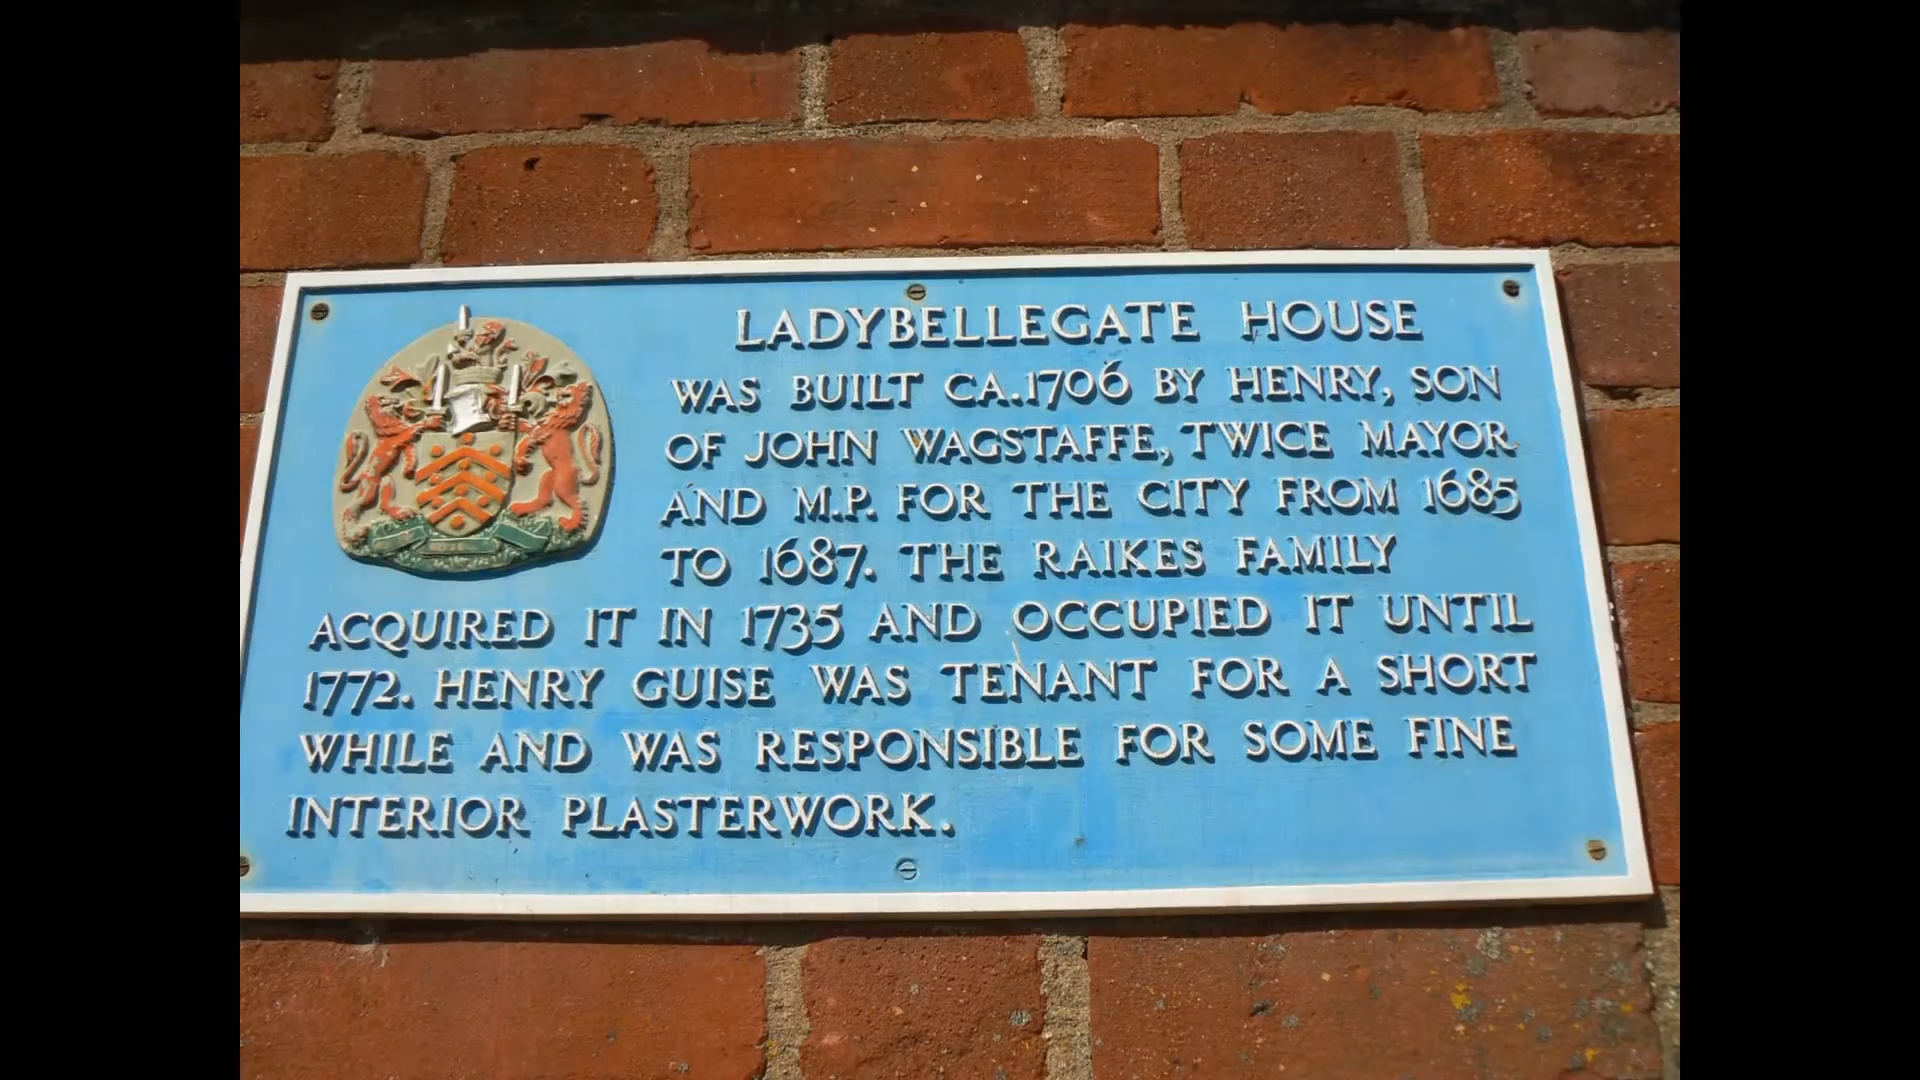 LADYBELLEGATE HOUSE
WAS BUILT CA.1706 BY HENRY, SON
OF JOHN WAGSTAFFE, TWICE MAYOR
AND M.P. FOR THE CITY FROM 1685
TO 1687. THE RAIKES FAMILY
ACQUIRED IT IN 1735 AND OCCUPIED IT UNTIL
1772. HENRY GUISE WAS TENANT FOR A SHORT
WHILE AND WAS RESPONSIBLE FOR SOME FINE
INTERIOR PLASTERWORK.